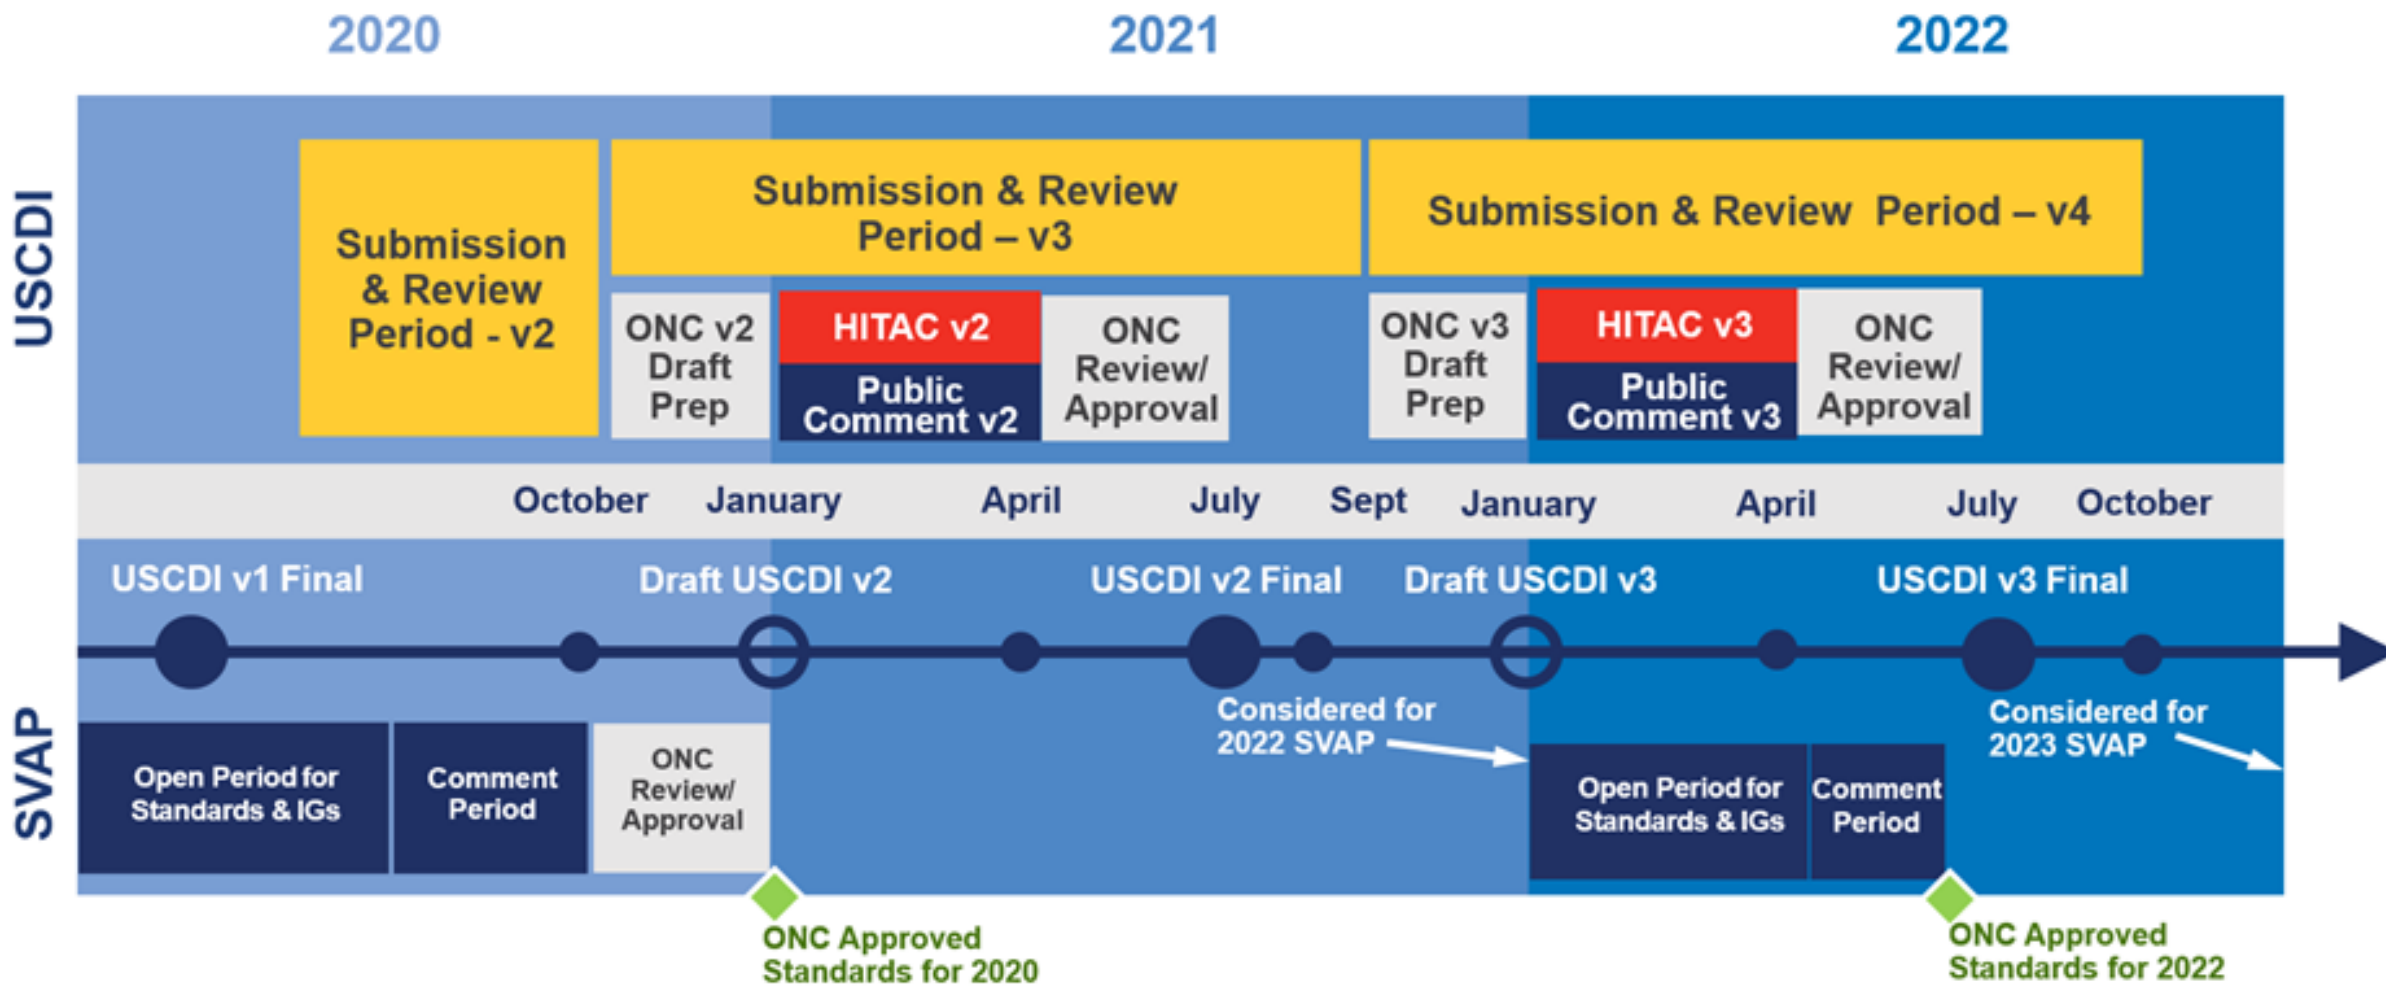 2020
2021
2022
USCDI
Submission
& Review
Period - v2
Submission & Review
Period – v3
Submission & Review Period – v4
ONC v2
Draft
Prep
HITAC v2
Public
Comment v2
ONC
Review/
Approval
ONC v3
Draft
Prep
HITAC v3
Public
Comment v3
ONC
Review/
Approval
October
January
April
July
Sept
January
April
July
October
USCDI v1 Final
Draft USCDI v2
USCDI v2 Final
Draft USCDI v3
USCDI v3 Final
SVAP
Considered for
2022 SVAP
Considered for
2023 SVAP
Open Period for
Standards & IGs
Comment
Period
ONC
Review/
Approval
Open Period for
Standards & IGs
Comment
Period
ONC Approved
Standards for 2020
ONC Approved
Standards for 2022